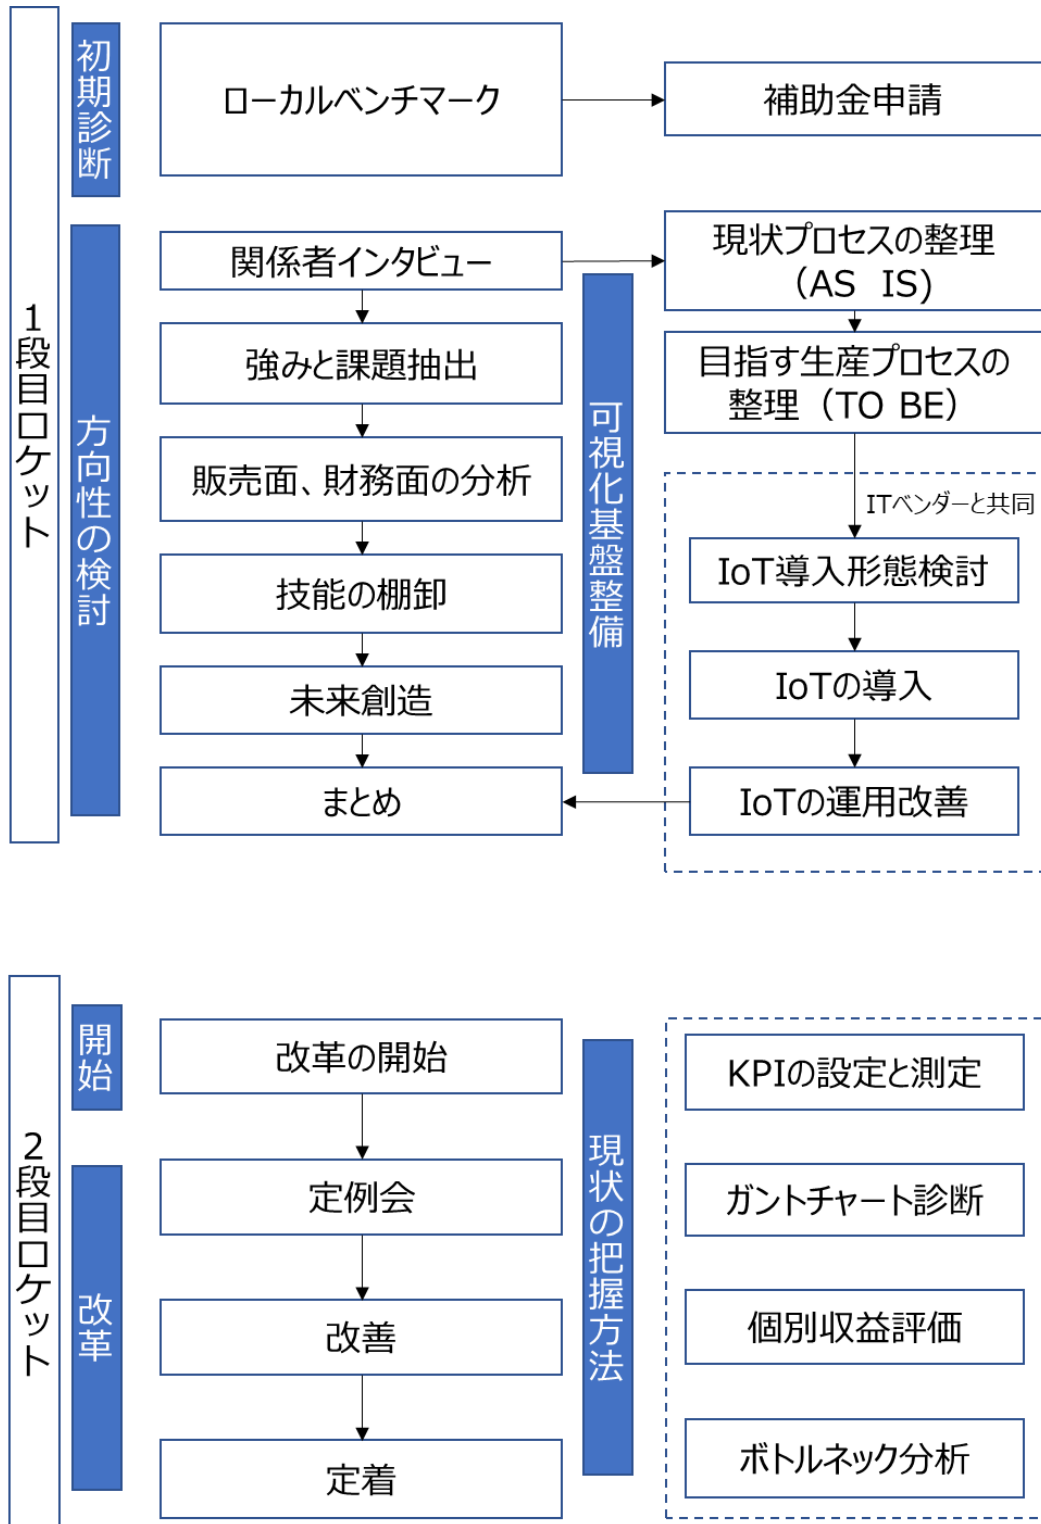 1段目ロケット
初期診断
ローカルベンチマーク
補助金申請
方向性の検討
関係者インタビュー
強みと課題抽出
販売面、財務面の分析
技能の棚卸
未来創造
まとめ
可視化基盤整備
現状プロセスの整理
（AS IS)
目指す生産プロセスの
整理（TO BE）
ITベンダーと共同
IoT導入形態検討
IoTの導入
IoTの運用改善
2段目ロケット
開始
改革の開始
改革
定例会
改善
定着
現状の把握方法
KPIの設定と測定
ガントチャート診断
個別収益評価
ボトルネック分析